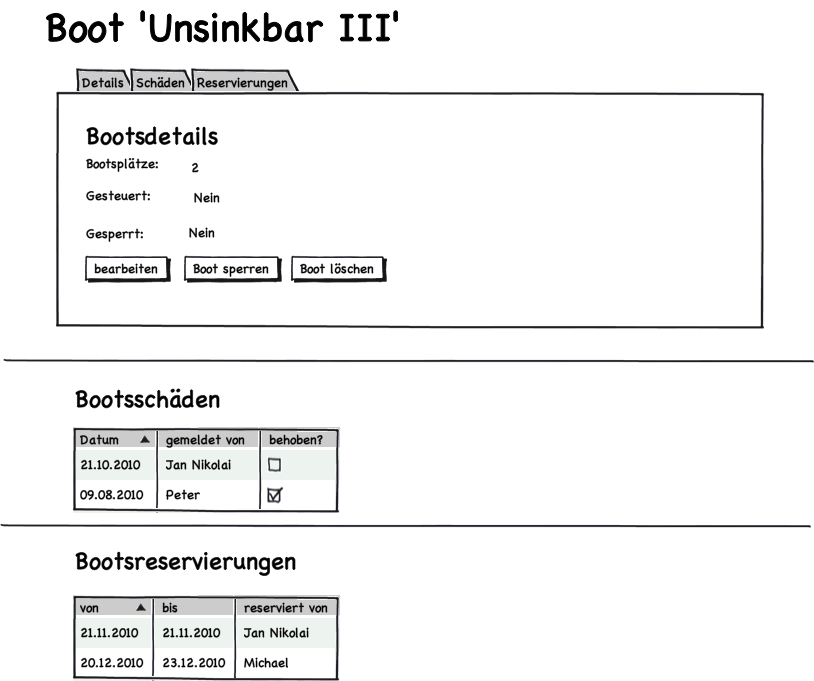 Boot 'Unsinkbar III'
Details Schäden Reservierungen
Bootsdetails
Bootsplätze: 2
Gesteuert: Nein
Gesperrt: Nein
bearbeiten Boot sperren Boot löschen
Bootsschäden
Datum ▲ gemeldet von behoben?
21.10.2010 Jan Nikolai
09.08.2010 Peter
Bootsreservierungen
von ▲ bis reserviert von
21.11.2010 21.11.2010 Jan Nikolai
20.12.2010 23.12.2010 Michael